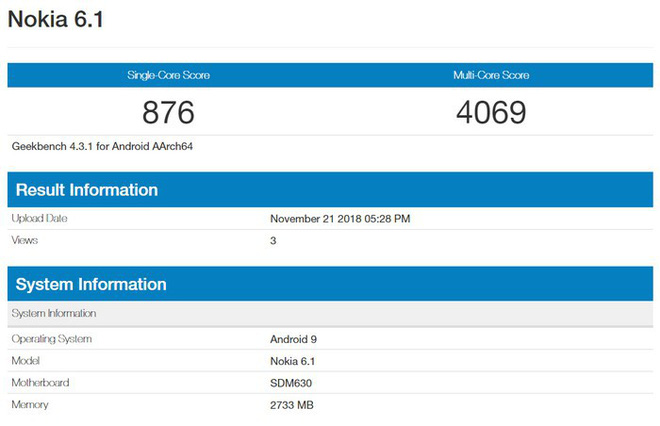 Nokia 6.1
Single-Core Score Multi-Core Score
876 4069
Geekbench 4.3.1 for Android AArch64
Result Information
Upload Date November 21 2018 05:28 PM
Views 3
System Information
System Information
Operating System Android 9
Model Nokia 6.1
Motherboard SDM630
Memory 2733 MB